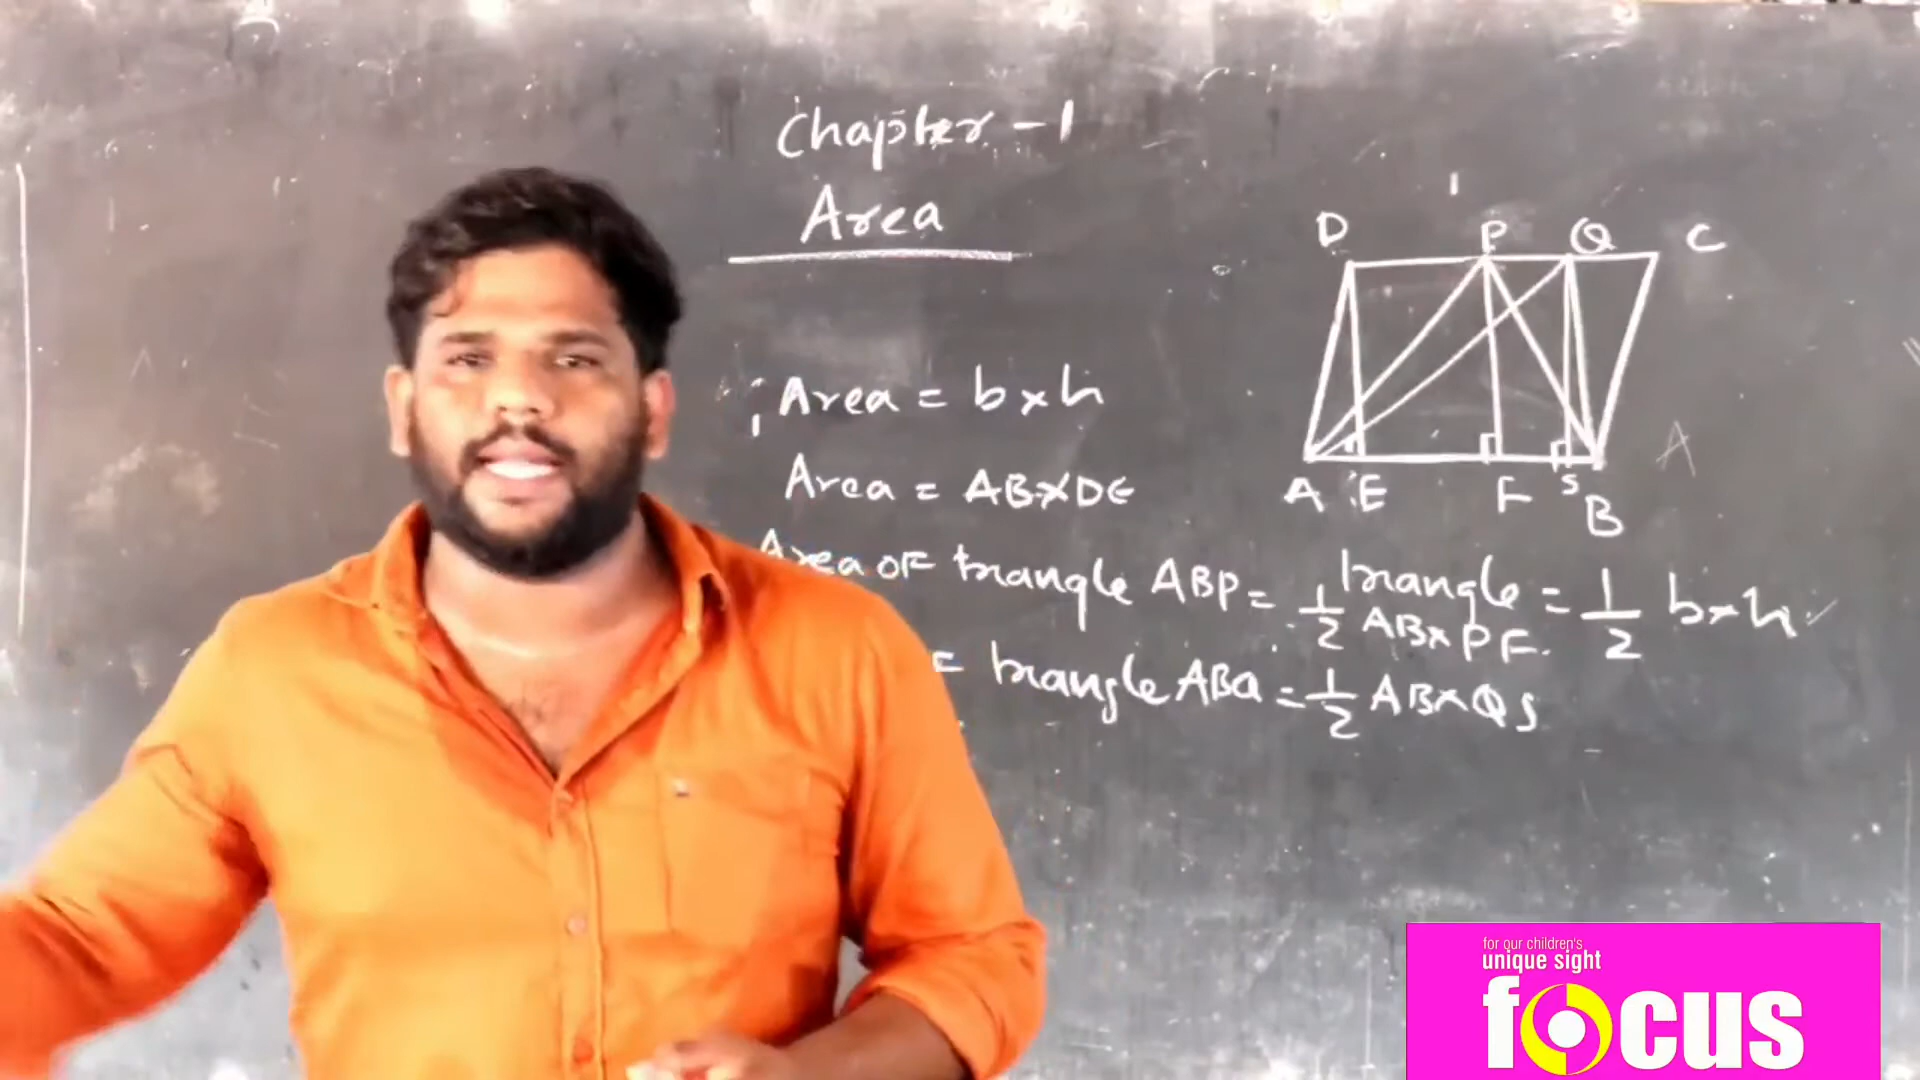 Chapter - 1
Area
D P Q C
Area = b x h
Area = AB x DE
A E F S B
A
Area OF triangle ABP = 1/2 AB x PF.
triangle = 1/2 b x h
= triangle ABQ = 1/2 AB x QS
for our children's
unique sight
focus